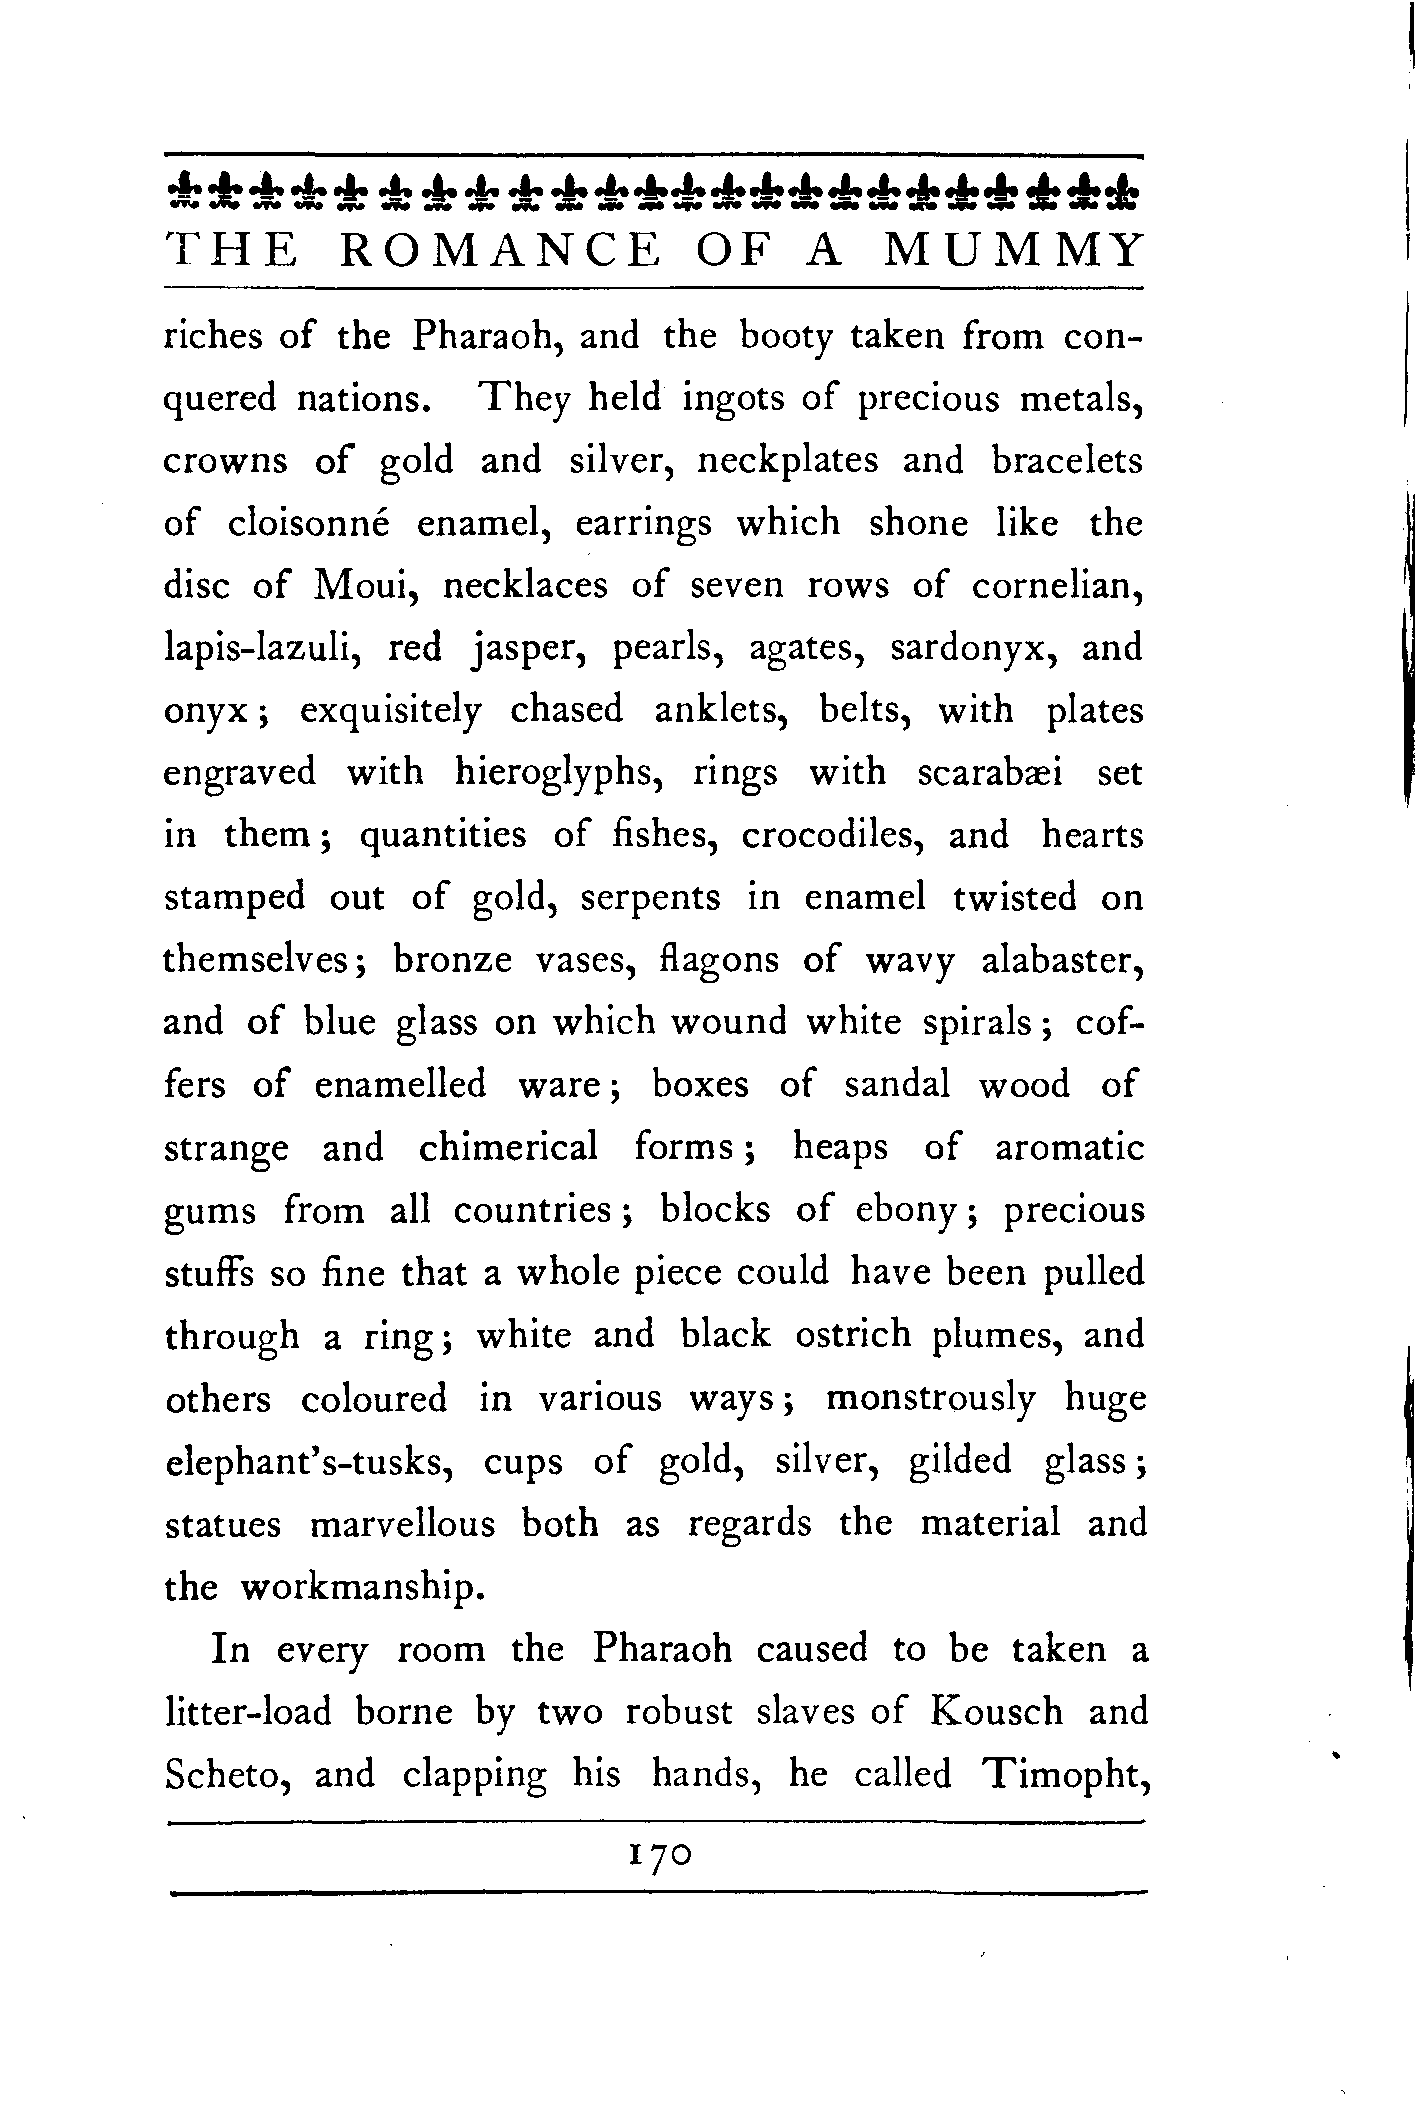 THE ROMANCE OF A MUMMY
riches of the Pharaoh, and the booty taken from con-
quered nations. They held ingots of precious metals,
crowns of gold and silver, neckplates and bracelets
of cloisonné enamel, earrings which shone like the
disc of Moui, necklaces of seven rows of cornelian,
lapis-lazuli, red jasper, pearls, agates, sardonyx, and
onyx ; exquisitely chased anklets, belts, with plates
engraved with hieroglyphs, rings with scarabæi set
in them ; quantities of fishes, crocodiles, and hearts
stamped out of gold, serpents in enamel twisted on
themselves ; bronze vases, flagons of wavy alabaster,
and of blue glass on which wound white spirals ; cof-
fers of enamelled ware ; boxes of sandal wood of
strange and chimerical forms ; heaps of aromatic
gums from all countries ; blocks of ebony ; precious
stuffs so fine that a whole piece could have been pulled
through a ring ; white and black ostrich plumes, and
others coloured in various ways ; monstrously huge
elephant's-tusks, cups of gold, silver, gilded glass ;
statues marvellous both as regards the material and
the workmanship.
In every room the Pharaoh caused to be taken a
litter-load borne by two robust slaves of Kousch and
Scheto, and clapping his hands, he called Timopht,
170